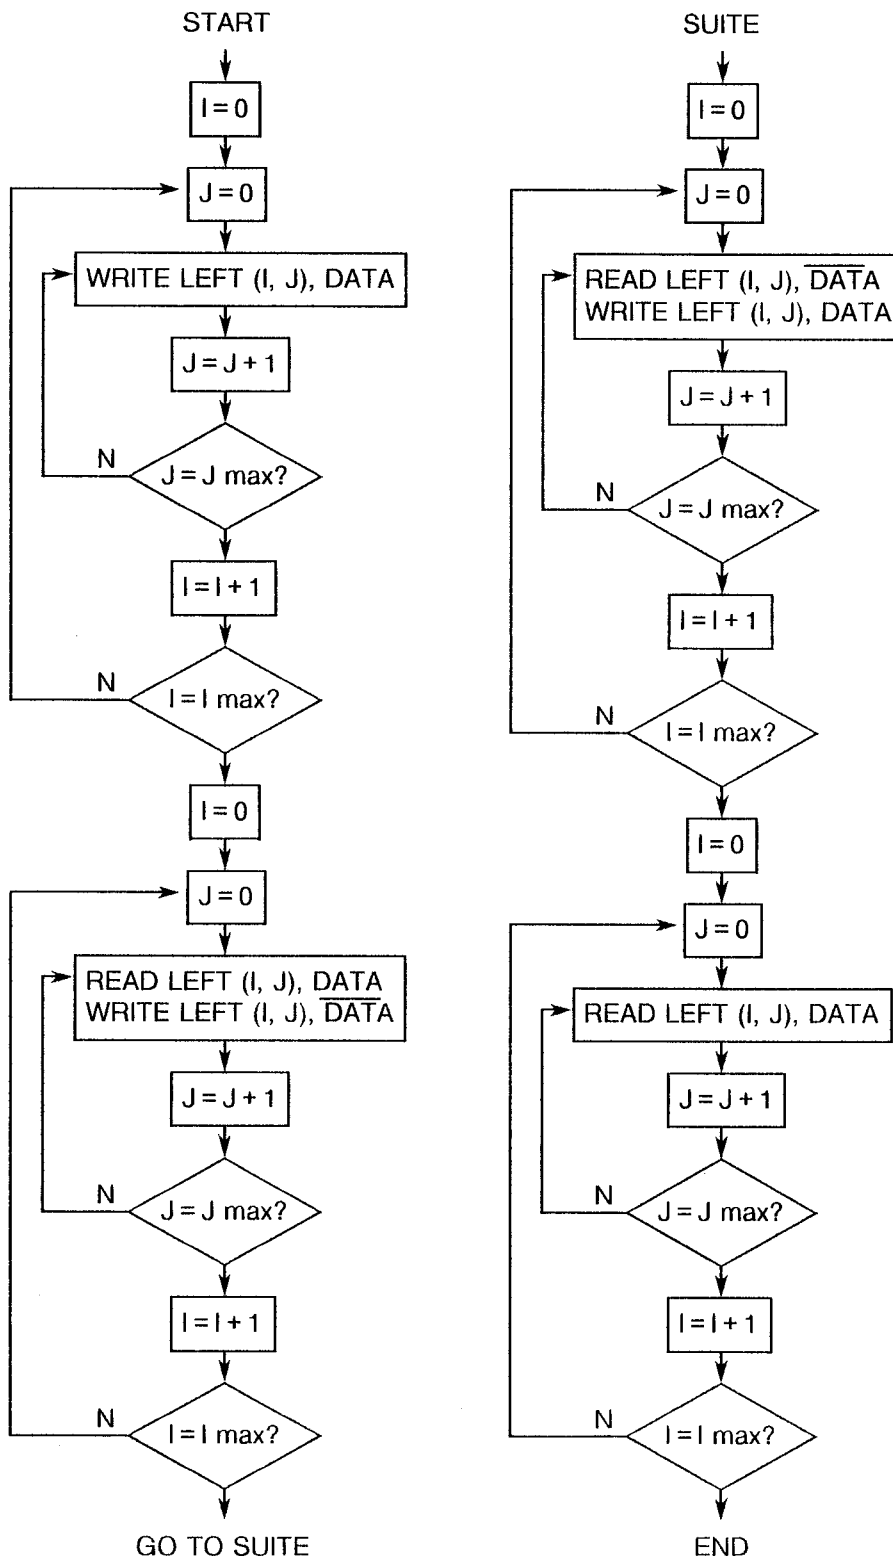 START
I = 0
J = 0
WRITE LEFT (I, J), DATA
J = J + 1
N
J = J max?
I = I + 1
N
I = I max?
I = 0
J = 0
READ LEFT (I, J), DATA
WRITE LEFT (I, J), D̅A̅T̅A̅
J = J + 1
N
J = J max?
I = I + 1
N
I = I max?
GO TO SUITE
SUITE
I = 0
J = 0
READ LEFT (I, J), D̅A̅T̅A̅
WRITE LEFT (I, J), DATA
J = J + 1
N
J = J max?
I = I + 1
N
I = I max?
I = 0
J = 0
READ LEFT (I, J), DATA
J = J + 1
N
J = J max?
I = I + 1
N
I = I max?
END